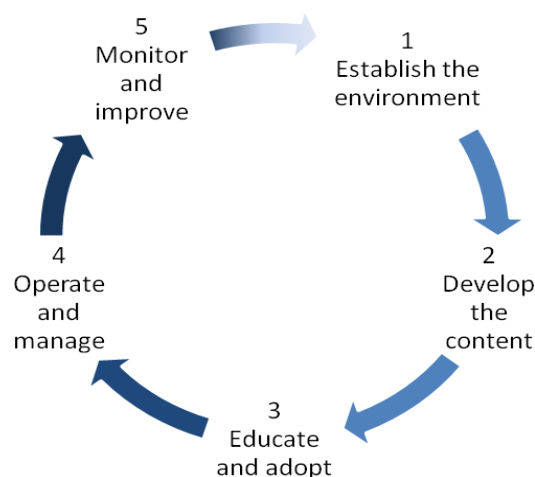 1
Establish the
environment
2
Develop
the
content
3
Educate
and adopt
4
Operate
and
manage
5
Monitor
and
improve